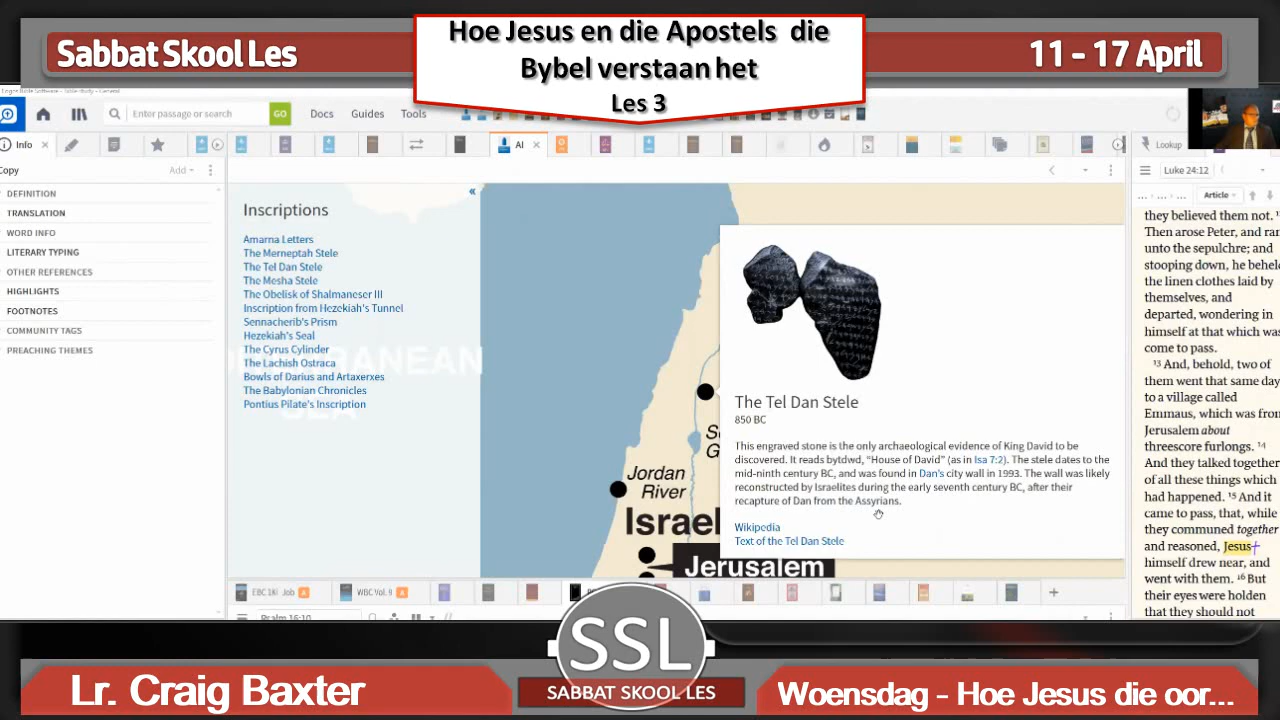 Sabbat Skool Les
Hoe Jesus en die Apostels die
Bybel verstaan het
Les 3
11 - 17 April
Enter passage or search
GO
Docs
Guides
Tools
Info
AI
Lookup
Copy
Add
DEFINITION
TRANSLATION
WORD INFO
LITERARY TYPING
OTHER REFERENCES
HIGHLIGHTS
FOOTNOTES
COMMUNITY TAGS
PREACHING THEMES
Inscriptions
Amarna Letters
The Merneptah Stele
The Tel Dan Stele
The Mesha Stele
The Obelisk of Shalmaneser III
Inscription from Hezekiah's Tunnel
Sennacherib's Prism
Hezekiah's Seal
The Cyrus Cylinder
The Lachish Ostraca
Bowls of Darius and Artaxerxes
The Babylonian Chronicles
Pontius Pilate's Inscription
Jordan
River
Israel
Jerusalem
The Tel Dan Stele
850 BC
This engraved stone is the only archaeological evidence of King David to be
discovered. It reads bytdwd, “House of David” (as in Isa 7:2). The stele dates to the
mid-ninth century BC, and was found in Dan's city wall in 1993. The wall was likely
reconstructed by Israelites during the early seventh century BC, after their
recapture of Dan from the Assyrians.
Wikipedia
Text of the Tel Dan Stele
Luke 24:12
Article
they believed them not.
Then arose Peter, and ran
unto the sepulchre; and
stooping down, he beheld
the linen clothes laid by
themselves, and
departed, wondering in
himself at that which was
come to pass.
13 And, behold, two of
them went that same day
to a village called
Emmaus, which was from
Jerusalem about
threescore furlongs. 14
And they talked together
of all these things which
had happened. 15 And it
came to pass, that, while
they communed together
and reasoned, Jesus
himself drew near, and
went with them. 16 But
their eyes were holden
that they should not
EBC 1Ki Job
WBC Vol. 9
Psalm 16:10
SSL
SABBAT SKOOL LES
Lr. Craig Baxter
Woensdag - Hoe Jesus die oor...